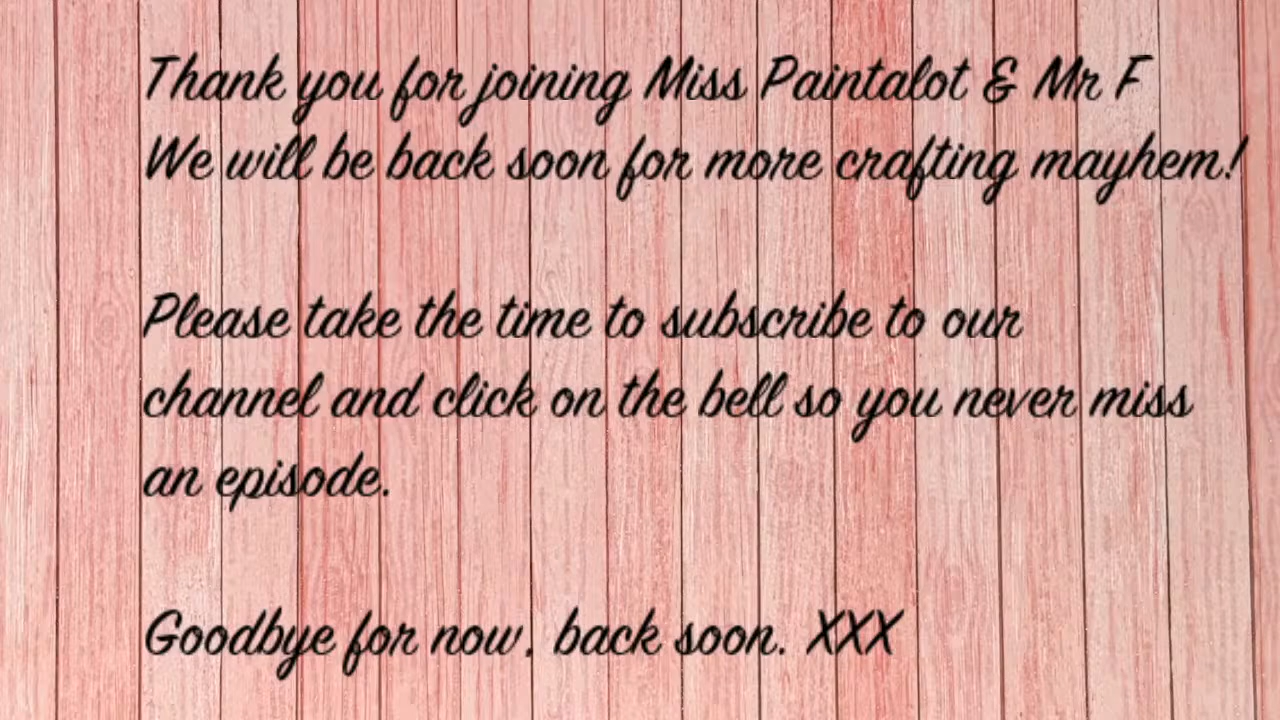 Thank you for joining Miss Paintalot & Mr F
We will be back soon for more crafting mayhem!
Please take the time to subscribe to our
channel and click on the bell so you never miss
an episode.
Goodbye for now, back soon. XXX